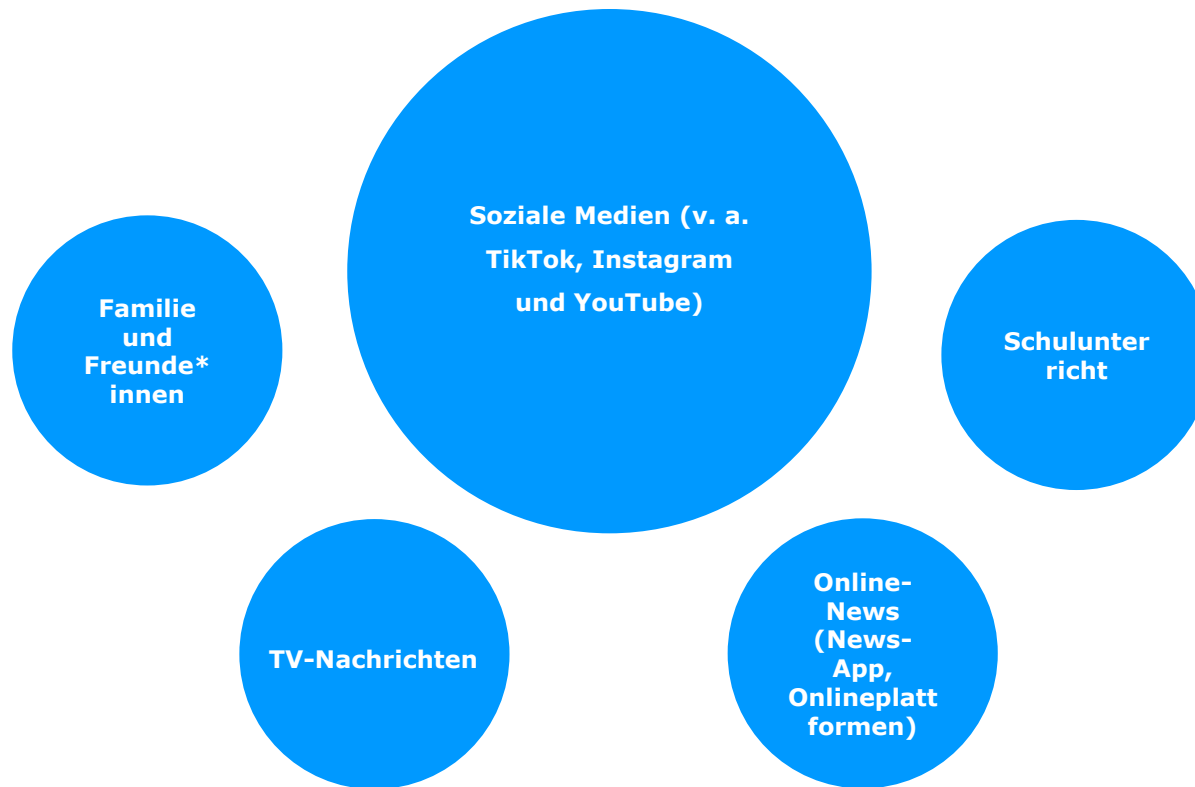 Soziale Medien (v. a.
TikTok, Instagram
und YouTube)
Familie
und
Freunde*
innen
Schulunter
richt
TV-Nachrichten
Online-
News
(News-
App,
Onlineplatt
formen)